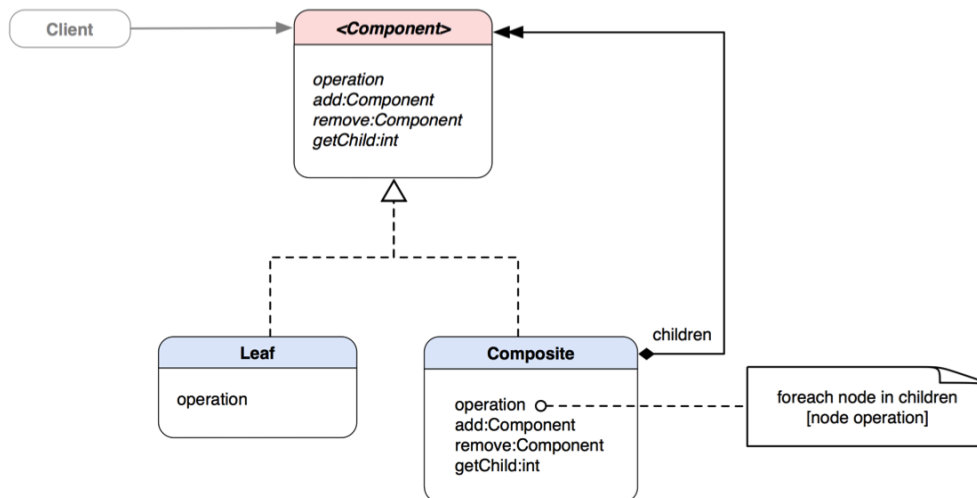 Client
<Component>
operation
add:Component
remove:Component
getChild:int
children
Leaf
operation
Composite
operation
add:Component
remove:Component
getChild:int
foreach node in children
[node operation]